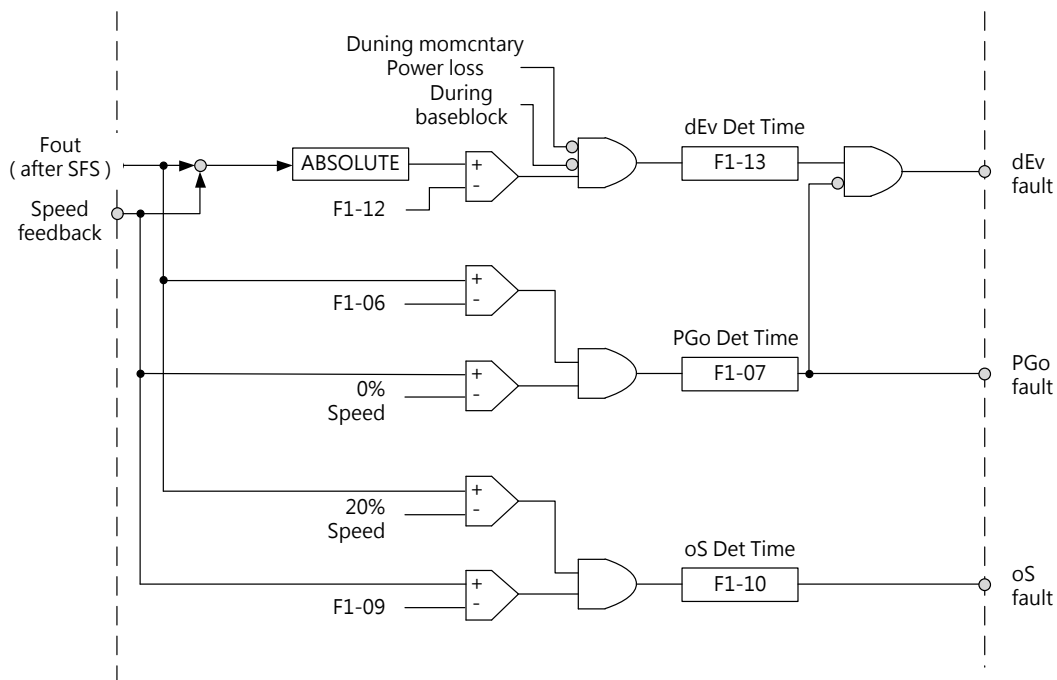 Duning momcntary
Power loss
During
baseblock
dEv Det Time
Fout
( after SFS )
ABSOLUTE
+
-
F1-13
dEv
fault
F1-12
Speed
feedback
+
-
F1-06
PGo Det Time
F1-07
PGo
fault
+
-
0%
Speed
+
-
20%
Speed
oS Det Time
F1-10
oS
fault
+
-
F1-09